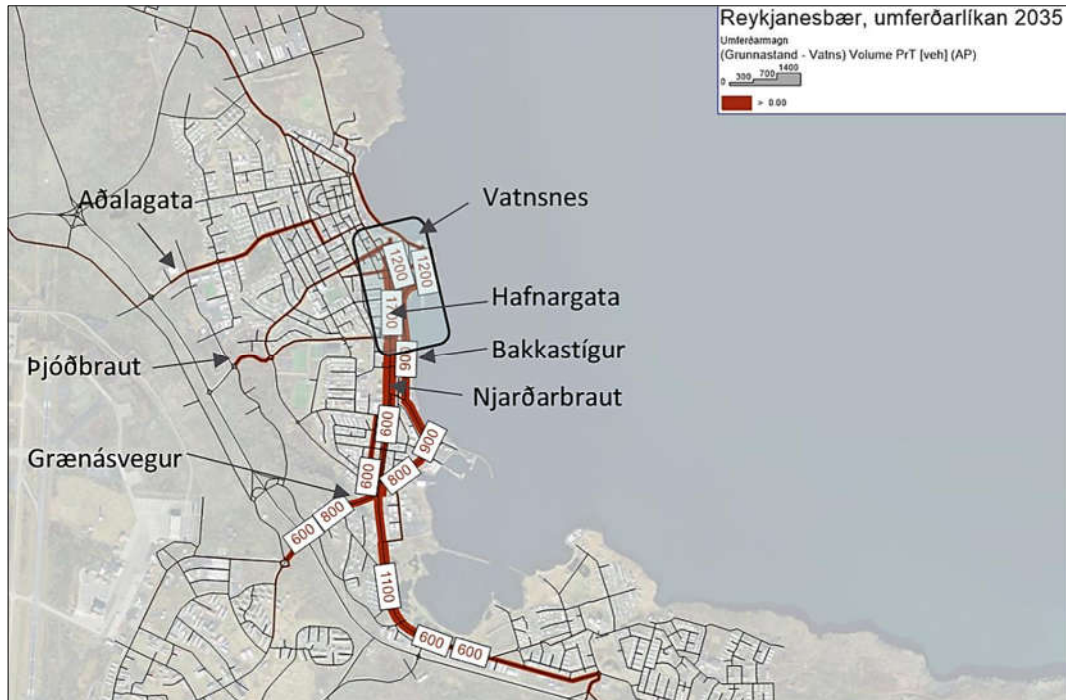 Reykjanesbær, umferðarlíkan 2035
Umferðarmagn
(Grunnastand - Vatns) Volume PrT [veh] (AP)
0 300 700 1400
> 0.00
Aðalagata
Vatnsnes
1200
1200
Hafnargata
1700
Bakkastígur
900
Þjóðbraut
Njarðarbraut
600
900
Grænásvegur
600
800
800
600
1100
600
600